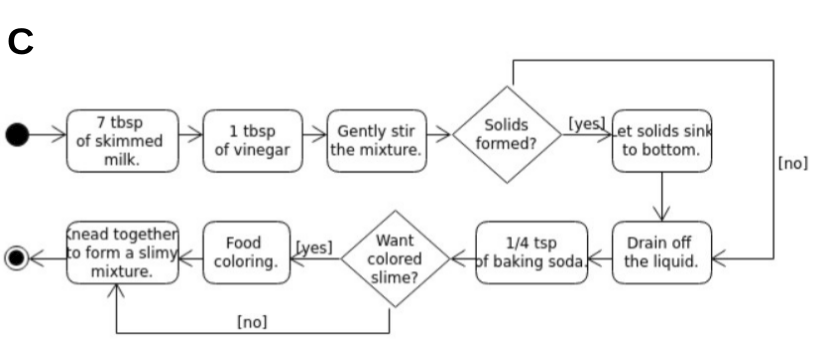 C
7 tbsp
of skimmed
milk.
1 tbsp
of vinegar
Gently stir
the mixture.
Solids
formed?
[yes]
Let solids sink
to bottom.
[no]
Drain off
the liquid.
1/4 tsp
of baking soda.
Want
colored
slime?
[yes]
Food
coloring.
Knead together
to form a slimy
mixture.
[no]